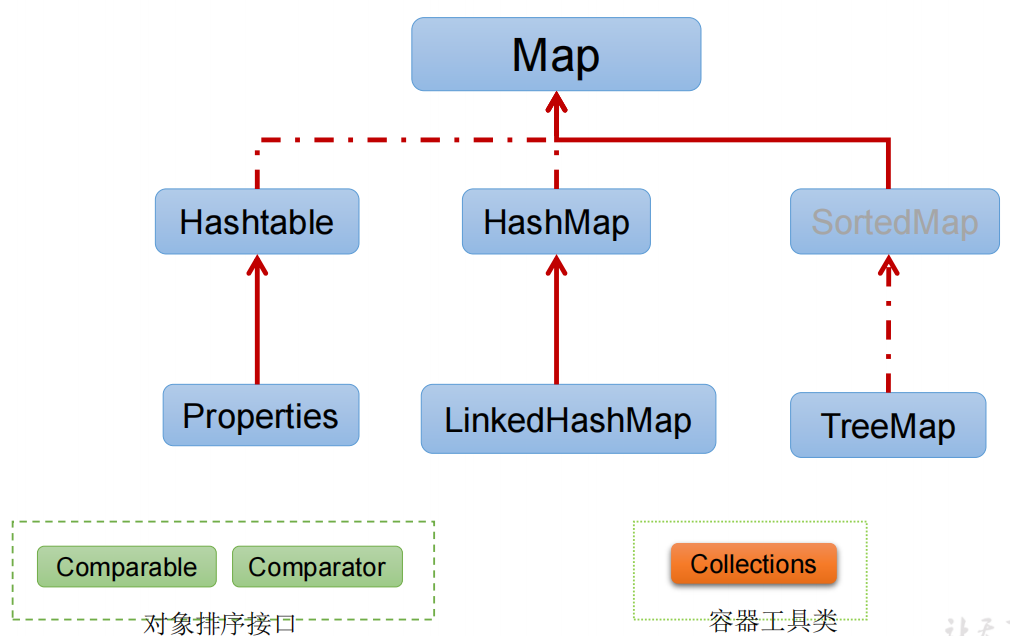 Map
Hashtable
HashMap
SortedMap
Properties
LinkedHashMap
TreeMap
Comparable
Comparator
Collections
对象排序接口
容器工具类